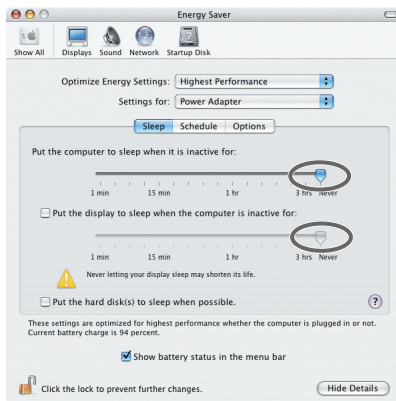 Energy Saver
Show All Displays Sound Network Startup Disk
Optimize Energy Settings: Highest Performance
Settings for: Power Adapter
Sleep Schedule Options
Put the computer to sleep when it is inactive for:
1 min 15 min 1 hr 3 hrs Never
Put the display to sleep when the computer is inactive for:
1 min 15 min 1 hr 3 hrs Never
Never letting your display sleep may shorten its life.
Put the hard disk(s) to sleep when possible. ?
These settings are optimized for highest performance whether the computer is plugged in or not.
Current battery charge is 94 percent.
Show battery status in the menu bar
Click the lock to prevent further changes. Hide Details